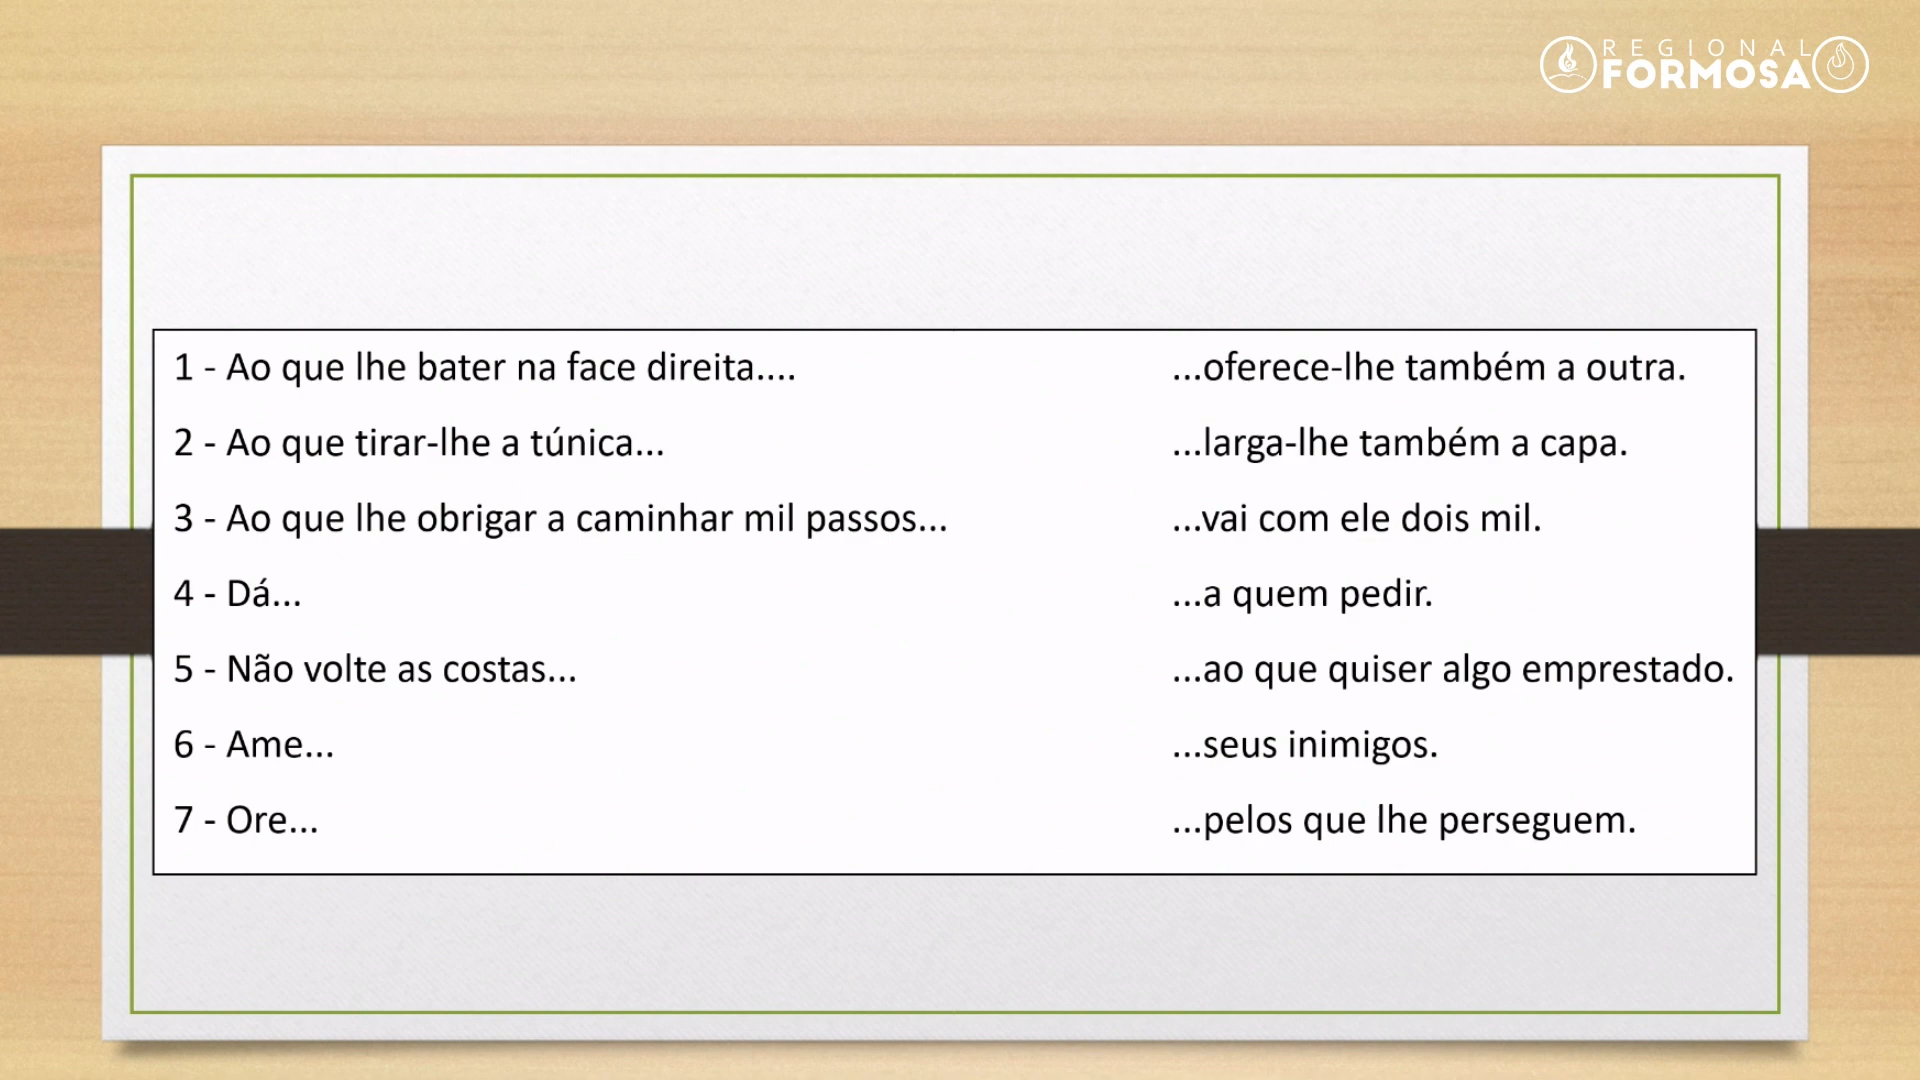 REGIONAL
FORMOSA
1 - Ao que lhe bater na face direita.... ...oferece-lhe também a outra.
2 - Ao que tirar-lhe a túnica... ...larga-lhe também a capa.
3 - Ao que lhe obrigar a caminhar mil passos... ...vai com ele dois mil.
4 - Dá... ...a quem pedir.
5 - Não volte as costas... ...ao que quiser algo emprestado.
6 - Ame... ...seus inimigos.
7 - Ore... ...pelos que lhe perseguem.